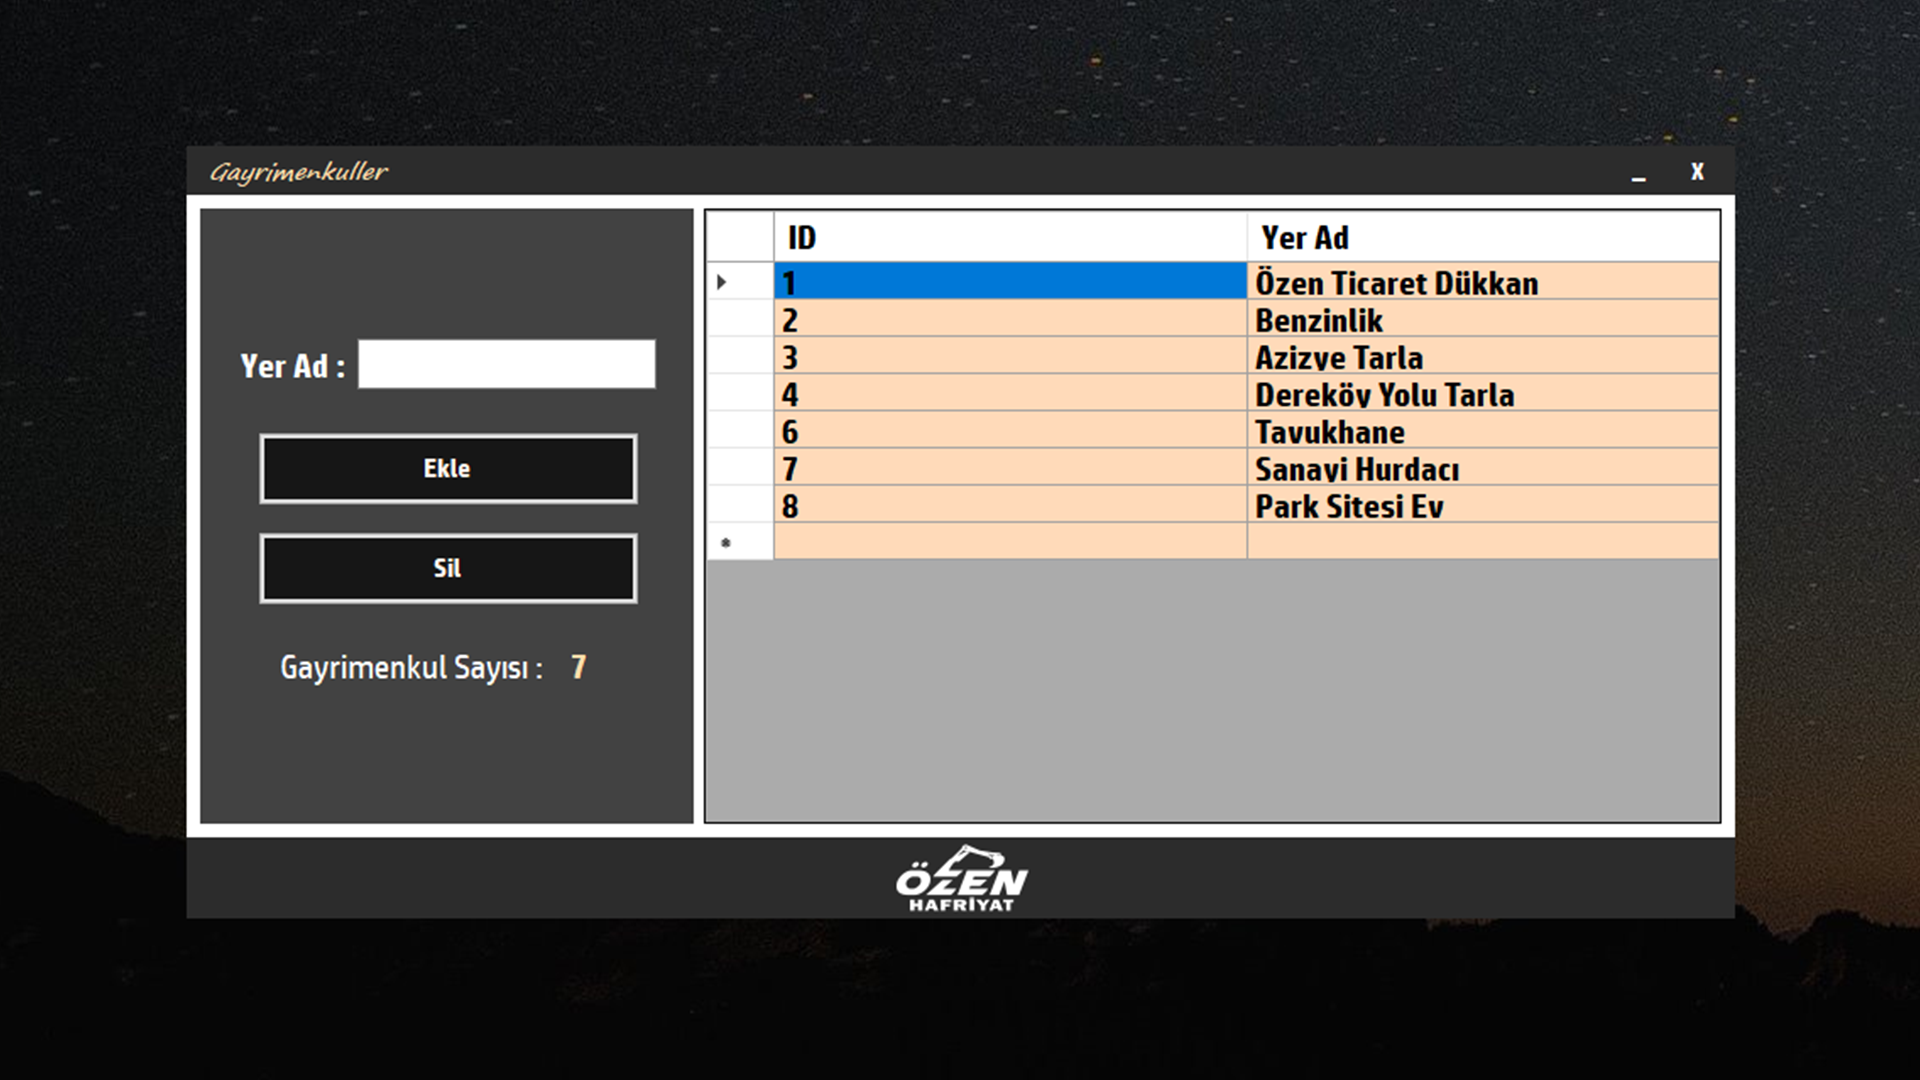 Gayrimenkuller
_ X
Yer Ad :
Ekle
Sil
Gayrimenkul Sayısı : 7
ID Yer Ad
1 Özen Ticaret Dükkan
2 Benzinlik
3 Aziziye Tarla
4 Dereköy Yolu Tarla
6 Tavukhane
7 Sanayi Hurdacı
8 Park Sitesi Ev
*
ÖZEN
HAFRİYAT